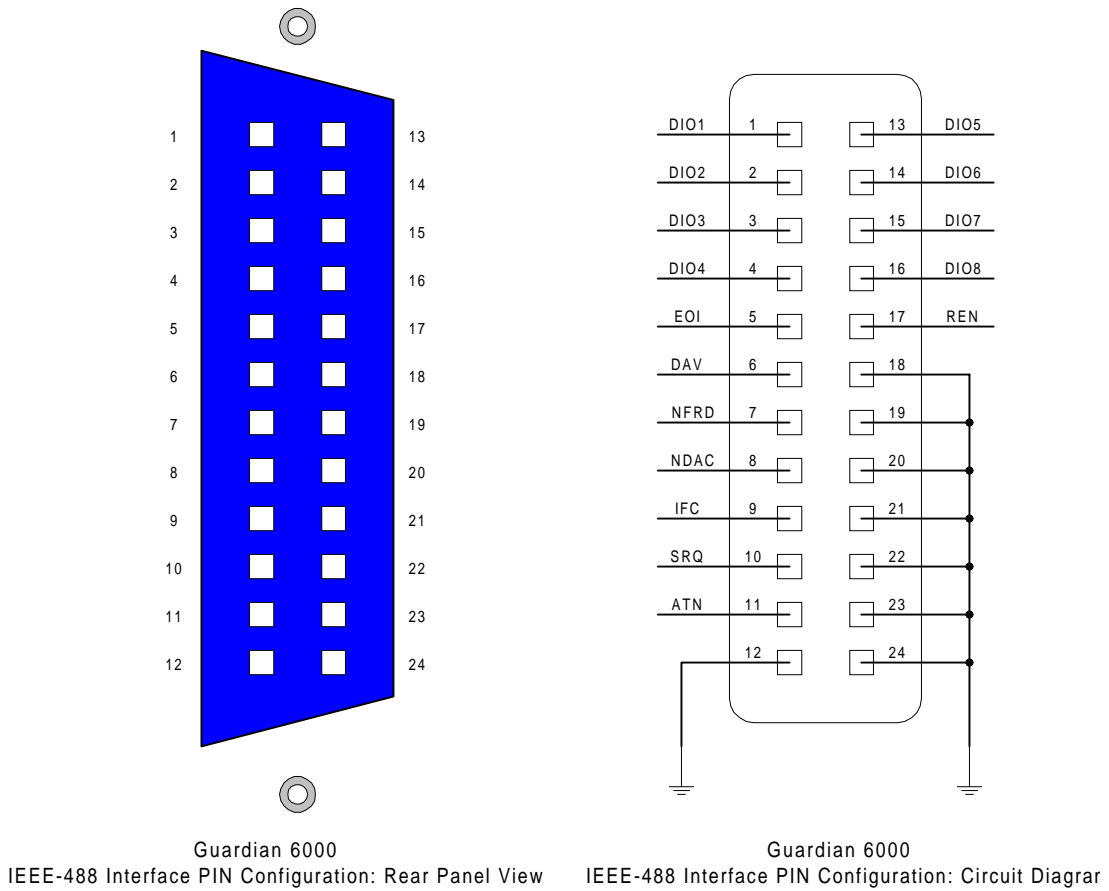 1 13
2 14
3 15
4 16
5 17
6 18
7 19
8 20
9 21
10 22
11 23
12 24
Guardian 6000
IEEE-488 Interface PIN Configuration: Rear Panel View
DIO1 1 13 DIO5
DIO2 2 14 DIO6
DIO3 3 15 DIO7
DIO4 4 16 DIO8
EOI 5 17 REN
DAV 6 18
NFRD 7 19
NDAC 8 20
IFC 9 21
SRQ 10 22
ATN 11 23
12 24
Guardian 6000
IEEE-488 Interface PIN Configuration: Circuit Diagrar